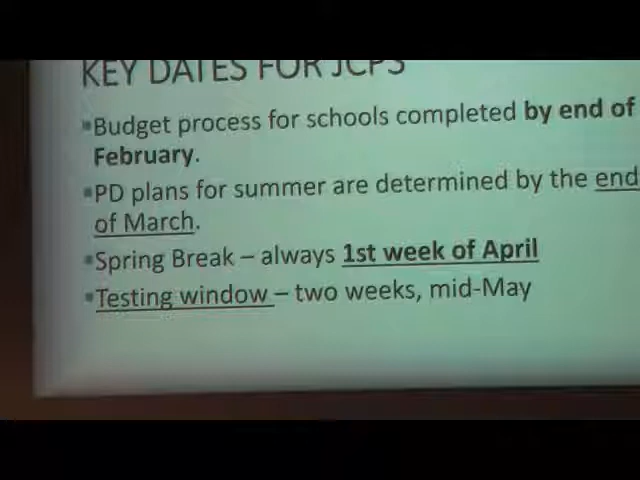 KEY DATES FOR JCPS
▪Budget process for schools completed by end of
February.
▪PD plans for summer are determined by the end
of March.
▪Spring Break – always 1st week of April
▪Testing window – two weeks, mid-May